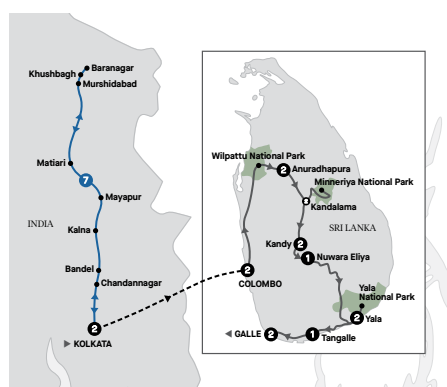 Baranagar
Khushbagh
Murshidabad
Matiari
7
Mayapur
INDIA
Kalna
Bandel
Chandannagar
2
KOLKATA
Wilpattu National Park
2
Anuradhapura
Minneriya National Park
Kandalama
SRI LANKA
Kandy
2
1
Nuwara Eliya
2
COLOMBO
Yala
National Park
2
Yala
GALLE
2
1
Tangalle